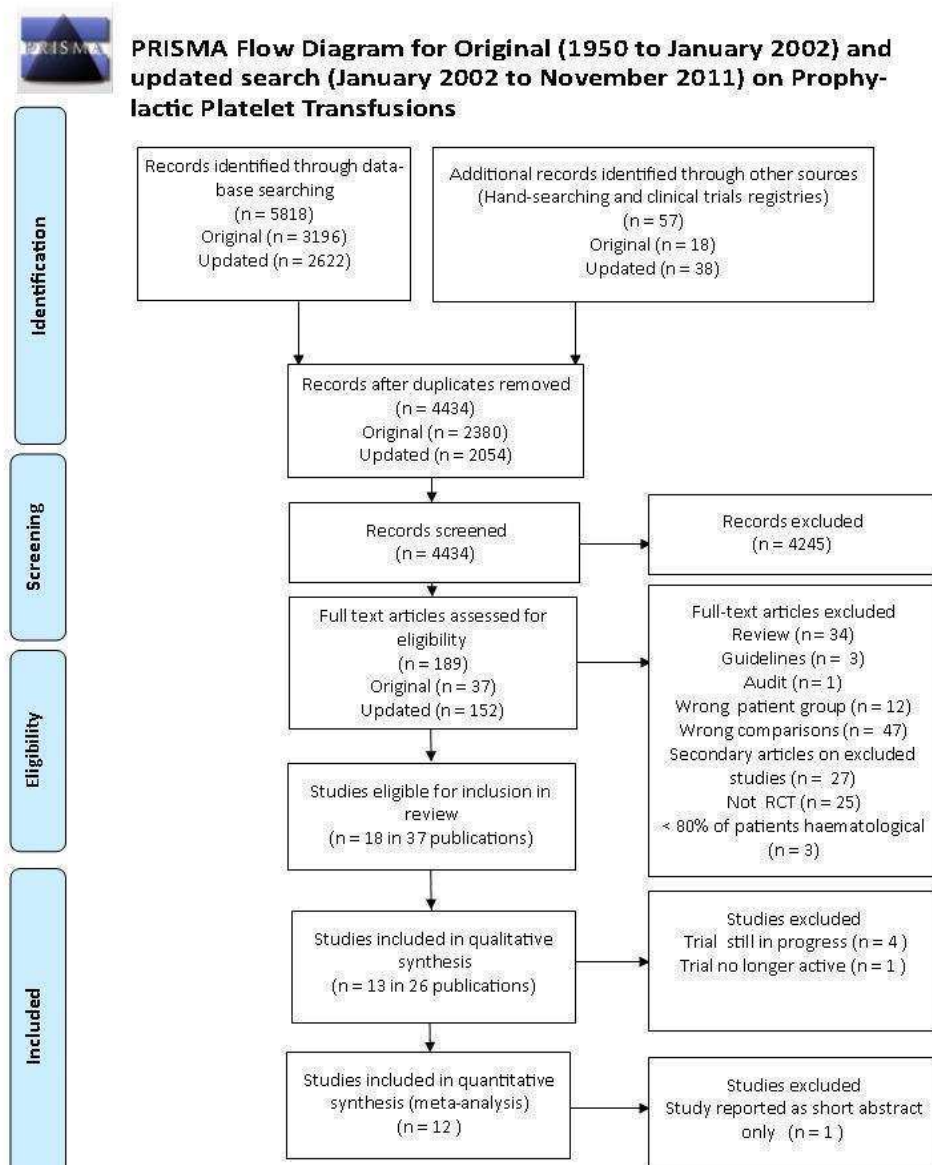 PRISMA
PRISMA Flow Diagram for Original (1950 to January 2002) and
updated search (January 2002 to November 2011) on Prophy-
lactic Platelet Transfusions
Identification
Records identified through data-
base searching
(n = 5818)
Original (n = 3196)
Updated (n = 2622)
Additional records identified through other sources
(Hand-searching and clinical trials registries)
(n = 57)
Original (n = 18)
Updated (n = 38)
Records after duplicates removed
(n = 4434)
Original (n = 2380)
Updated (n = 2054)
Screening
Records screened
(n = 4434)
Records excluded
(n = 4245)
Eligibility
Full text articles assessed for
eligibility
(n = 189)
Original (n = 37)
Updated (n = 152)
Full-text articles excluded
Review (n = 34)
Guidelines (n = 3)
Audit (n = 1)
Wrong patient group (n = 12)
Wrong comparisons (n = 47)
Secondary articles on excluded
studies (n = 27)
Not RCT (n = 25)
< 80% of patients haematological
(n = 3)
Studies eligible for inclusion in
review
(n = 18 in 37 publications)
Included
Studies included in qualitative
synthesis
(n = 13 in 26 publications)
Studies excluded
Trial still in progress (n = 4 )
Trial no longer active (n = 1 )
Studies included in quantitative
synthesis (meta-analysis)
(n = 12 )
Studies excluded
Study reported as short abstract
only (n = 1 )